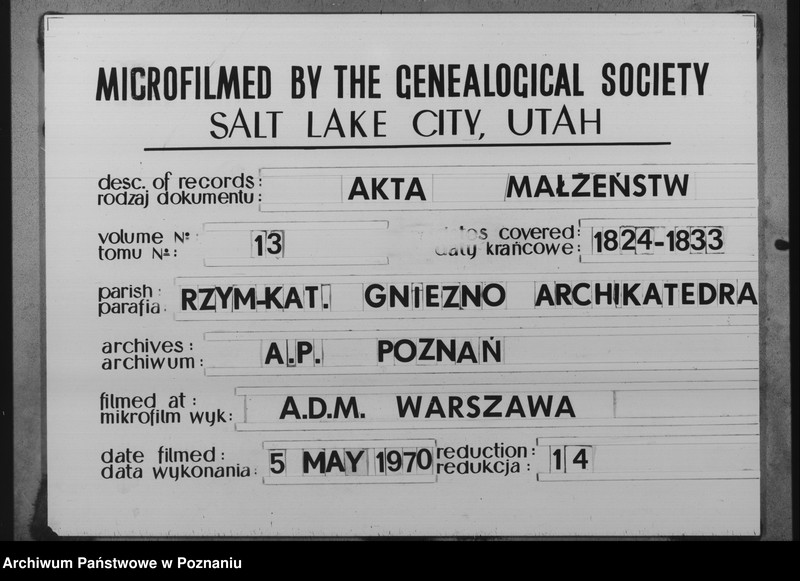 MICROFILMED BY THE GENEALOGICAL SOCIETY
SALT LAKE CITY, UTAH
desc. of records: AKTA MAŁŻEŃSTW
rodzaj dokumentu:
volume №: 13
tomu №:
covered: 1824-1833
daty krańcowe:
parish: RZYM-KAT. GNIEZNO ARCHIKATEDRA
parafia:
archives: A.P. POZNAŃ
archiwum:
filmed at: A.D.M. WARSZAWA
mikrofilm wyk:
date filmed: 5 MAY 1970 reduction: 14
data wykonania: redukcja:
Archiwum Państwowe w Poznaniu